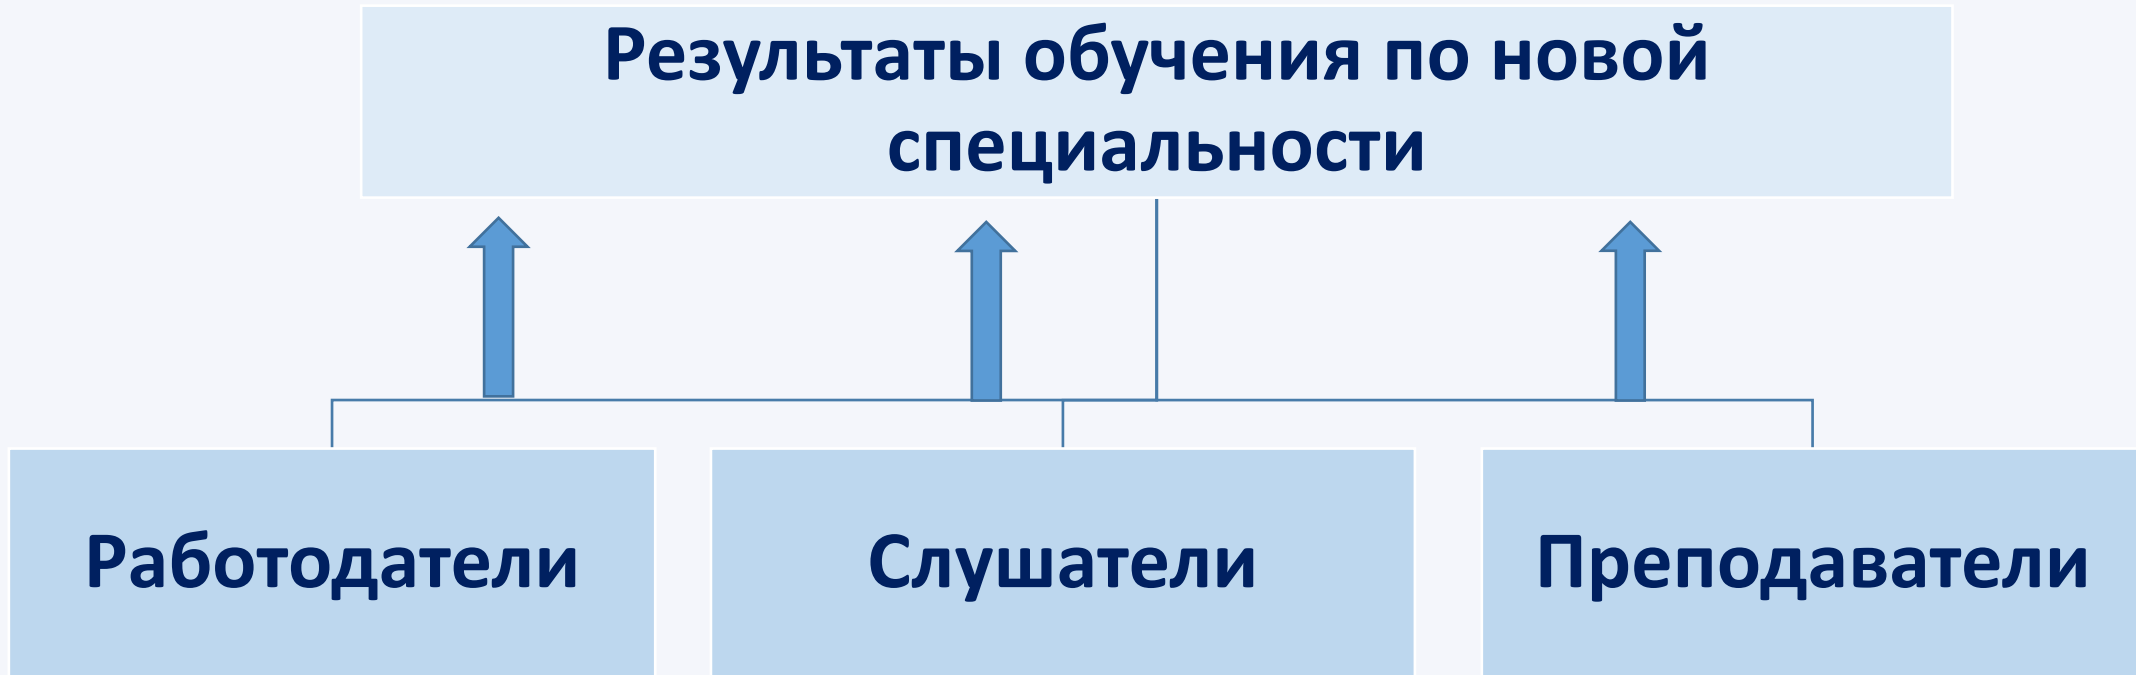 Результаты обучения по новой
специальности
Работодатели
Слушатели
Преподаватели